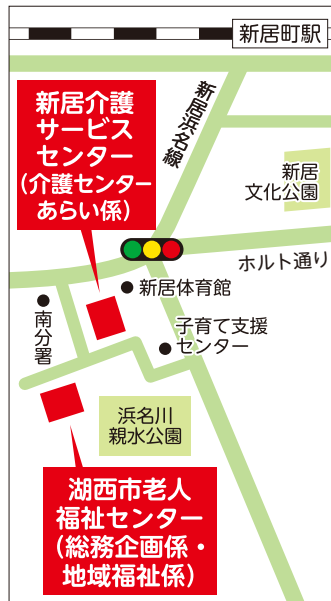 新居町駅
新居介護
サービス
センター
(介護センター
あらい係)
新居浜名線
新居
文化公園
ホルト通り
新居体育館
南分署
子育て支援
センター
浜名川
親水公園
湖西市老人
福祉センター
(総務企画係・
地域福祉係)